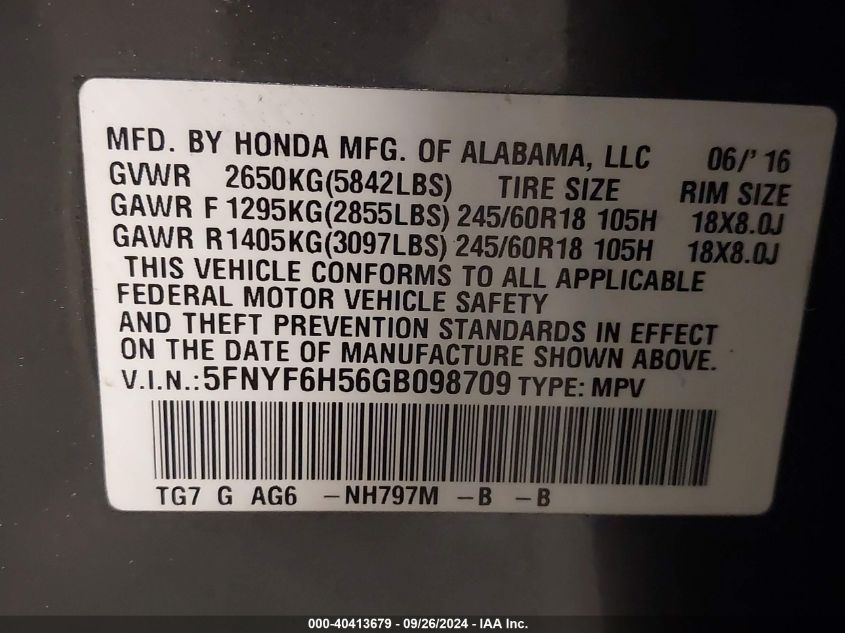 MFD. BY HONDA MFG. OF ALABAMA, LLC 06/'16
GVWR 2650KG(5842LBS) TIRE SIZE RIM SIZE
GAWR F 1295KG(2855LBS) 245/60R18 105H 18X8.0J
GAWR R1405KG(3097LBS) 245/60R18 105H 18X8.0J
THIS VEHICLE CONFORMS TO ALL APPLICABLE
FEDERAL MOTOR VEHICLE SAFETY
AND THEFT PREVENTION STANDARDS IN EFFECT
ON THE DATE OF MANUFACTURE SHOWN ABOVE.
V.I.N.:5FNYF6H56GB098709 TYPE: MPV
TG7 G AG6 -NH797M -B -B
000-40413679 - 09/26/2024 - IAA Inc.